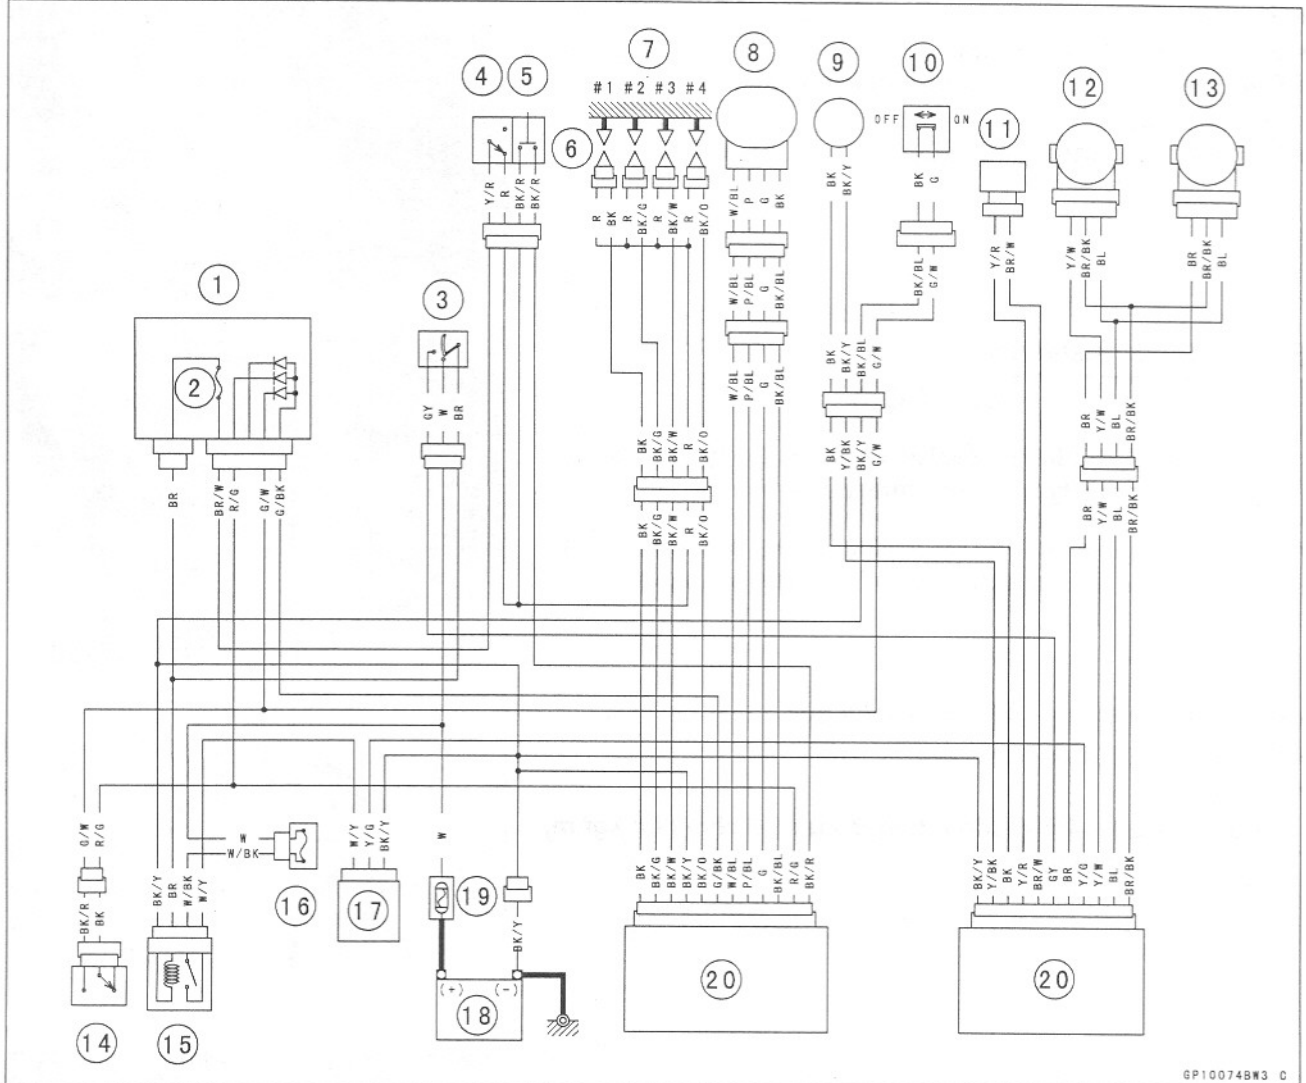 4 5 7 8 9 10 12 13
#1 #2 #3 #4
OFF ON
11
6
Y/R R BK/R BK/R
R BK R BK/G R BK/W R BK/O
W/BL P G BK
BK BK/Y
BK G
Y/R BR/W
Y/W BR/BK BL
BR BR/BK BL
1
3
2
W/BL P/BL G BK/BL
BK/BL G/W
BK BK/Y BK/BL G/W
W/BL P/BL G BK/BL
GY W BR
BR Y/W BL BR/BK
BK BK/G BK/W R BK/O
BK Y/BK BK/Y G/W
BR
BR/W R/G G/W G/BK
BK BK/G BK/W R BK/O
BR Y/W BL BR/BK
G/W R/G
W
W/BK
W/Y Y/G BK/Y
W
BK/Y BR W/BK W/Y
BK BK/G BK/W BK/Y BK/O G/BK W/BL P/BL G BK/BL R/G BK/R
BK/Y Y/BK BK Y/R BR/W GY BR Y/G Y/W BL BR/BK
16
17
19
BK/R BK
BK/Y
20
20
(+) (-)
18
14
15
GP10074BW3 C